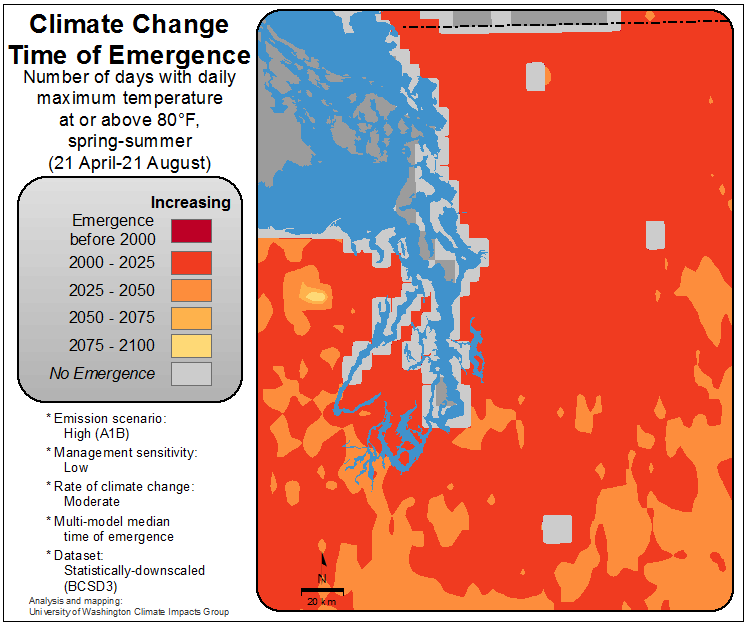 Climate Change
Time of Emergence
Number of days with daily
maximum temperature
at or above 80°F,
spring-summer
(21 April-21 August)
Increasing
Emergence
before 2000
2000 - 2025
2025 - 2050
2050 - 2075
2075 - 2100
No Emergence
* Emission scenario:
High (A1B)
* Management sensitivity:
Low
* Rate of climate change:
Moderate
* Multi-model median
time of emergence
* Dataset:
Statistically-downscaled
(BCSD3)
Analysis and mapping:
University of Washington Climate Impacts Group
N
20 km